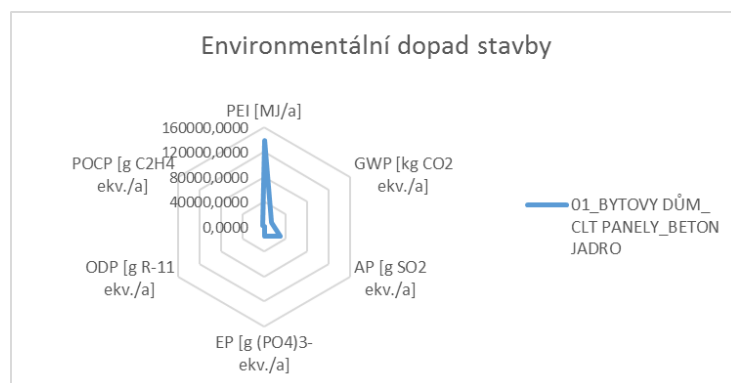 Environmentální dopad stavby
PEI [MJ/a]
160000,0000
120000,0000
80000,0000
40000,0000
0,0000
GWP [kg CO2
ekv./a]
AP [g SO2
ekv./a]
EP [g (PO4)3-
ekv./a]
ODP [g R-11
ekv./a]
POCP [g C2H4
ekv./a]
01_BYTOVY DŮM_
CLT PANELY_BETON
JADRO